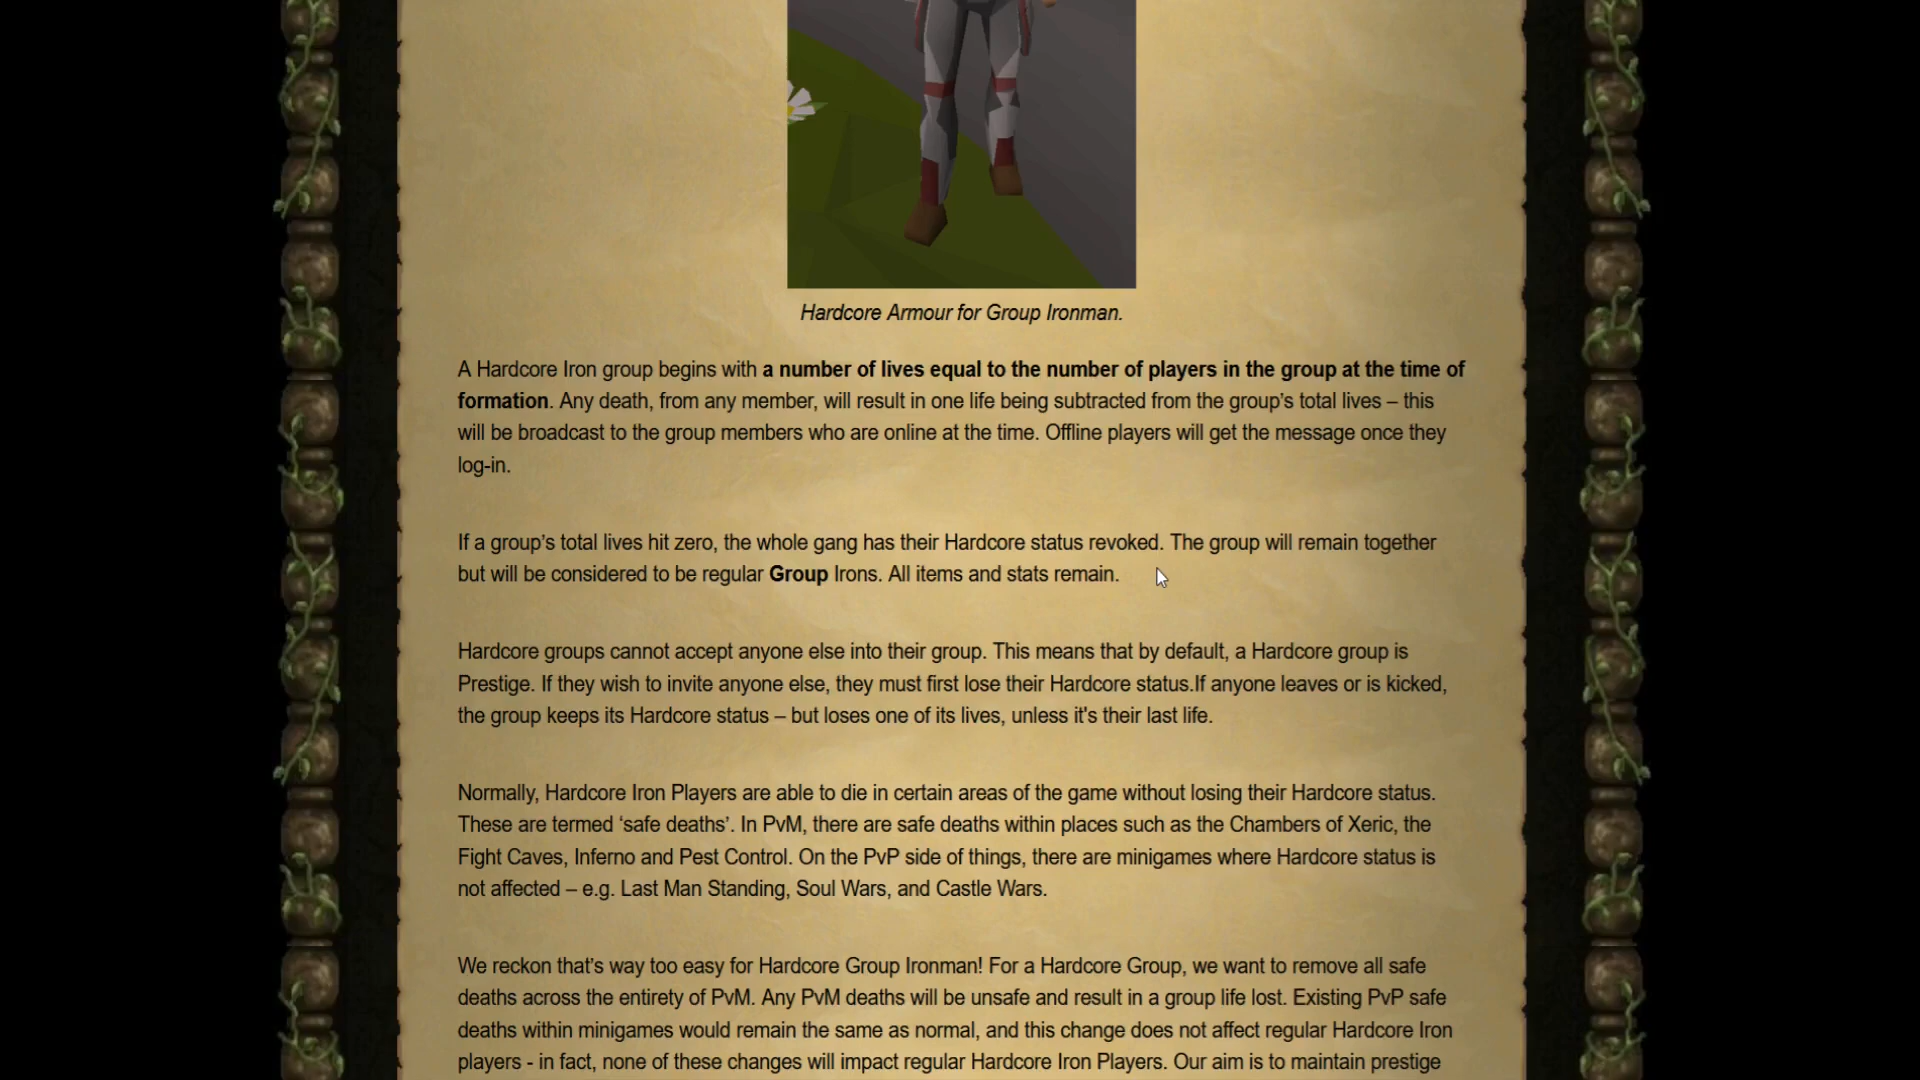 Hardcore Armour for Group Ironman.
A Hardcore Iron group begins with a number of lives equal to the number of players in the group at the time of
formation. Any death, from any member, will result in one life being subtracted from the group’s total lives – this
will be broadcast to the group members who are online at the time. Offline players will get the message once they
log-in.
If a group’s total lives hit zero, the whole gang has their Hardcore status revoked. The group will remain together
but will be considered to be regular Group Irons. All items and stats remain.
Hardcore groups cannot accept anyone else into their group. This means that by default, a Hardcore group is
Prestige. If they wish to invite anyone else, they must first lose their Hardcore status.If anyone leaves or is kicked,
the group keeps its Hardcore status – but loses one of its lives, unless it's their last life.
Normally, Hardcore Iron Players are able to die in certain areas of the game without losing their Hardcore status.
These are termed ‘safe deaths’. In PvM, there are safe deaths within places such as the Chambers of Xeric, the
Fight Caves, Inferno and Pest Control. On the PvP side of things, there are minigames where Hardcore status is
not affected – e.g. Last Man Standing, Soul Wars, and Castle Wars.
We reckon that’s way too easy for Hardcore Group Ironman! For a Hardcore Group, we want to remove all safe
deaths across the entirety of PvM. Any PvM deaths will be unsafe and result in a group life lost. Existing PvP safe
deaths within minigames would remain the same as normal, and this change does not affect regular Hardcore Iron
players - in fact, none of these changes will impact regular Hardcore Iron Players. Our aim is to maintain prestige